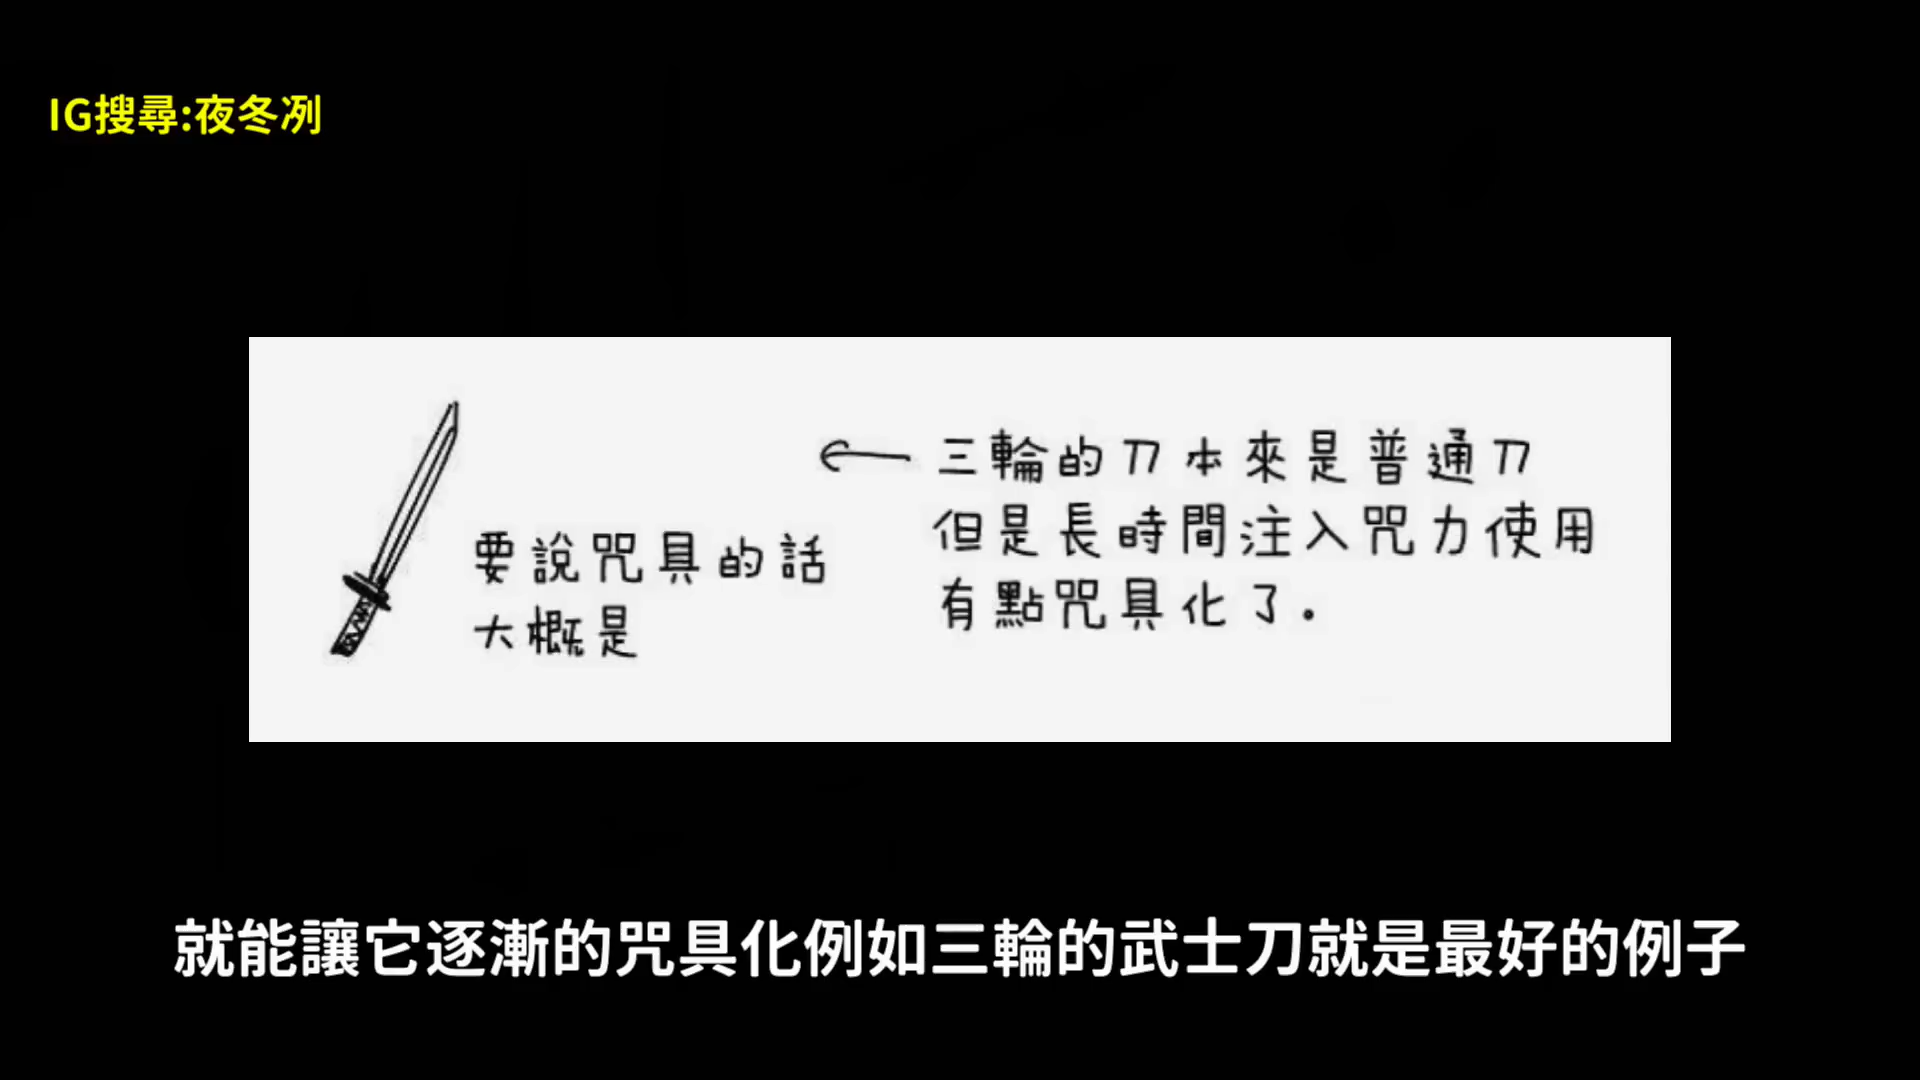 IG搜尋:夜冬冽
三輪的刀本來是普通刀
但是長時間注入咒力使用
有點咒具化了。
要說咒具的話
大概是
就能讓它逐漸的咒具化例如三輪的武士刀就是最好的例子